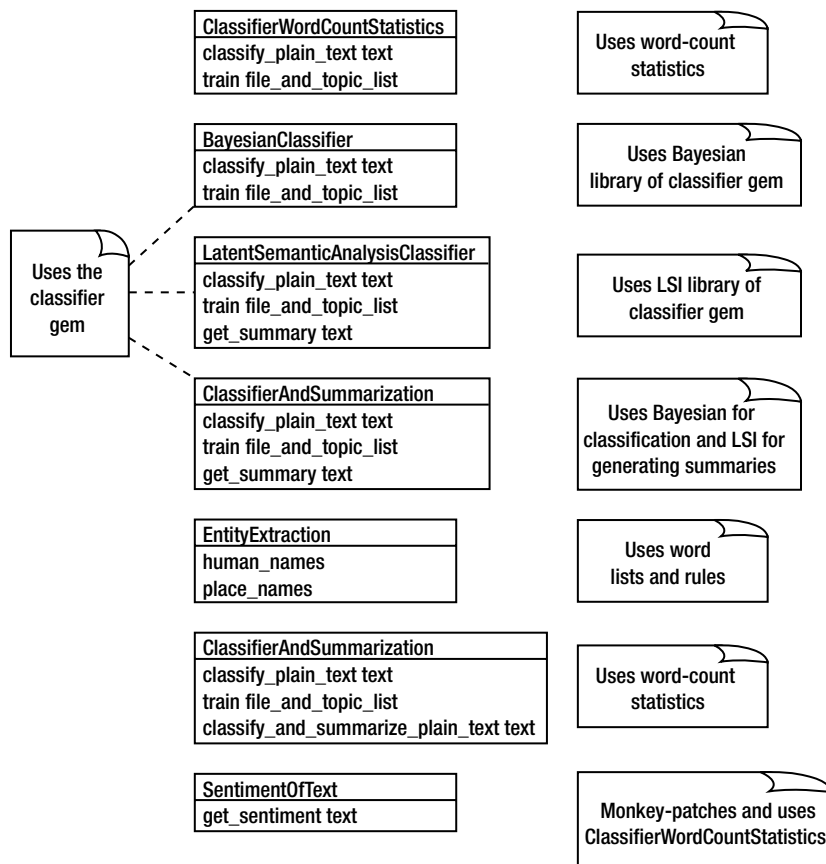 ClassifierWordCountStatistics
classify_plain_text text
train file_and_topic_list
Uses word-count
statistics
BayesianClassifier
classify_plain_text text
train file_and_topic_list
Uses Bayesian
library of classifier gem
Uses the
classifier
gem
LatentSemanticAnalysisClassifier
classify_plain_text text
train file_and_topic_list
get_summary text
Uses LSI library of
classifier gem
ClassifierAndSummarization
classify_plain_text text
train file_and_topic_list
get_summary text
Uses Bayesian for
classification and LSI for
generating summaries
EntityExtraction
human_names
place_names
Uses word
lists and rules
ClassifierAndSummarization
classify_plain_text text
train file_and_topic_list
classify_and_summarize_plain_text text
Uses word-count
statistics
SentimentOfText
get_sentiment text
Monkey-patches and uses
ClassifierWordCountStatistics